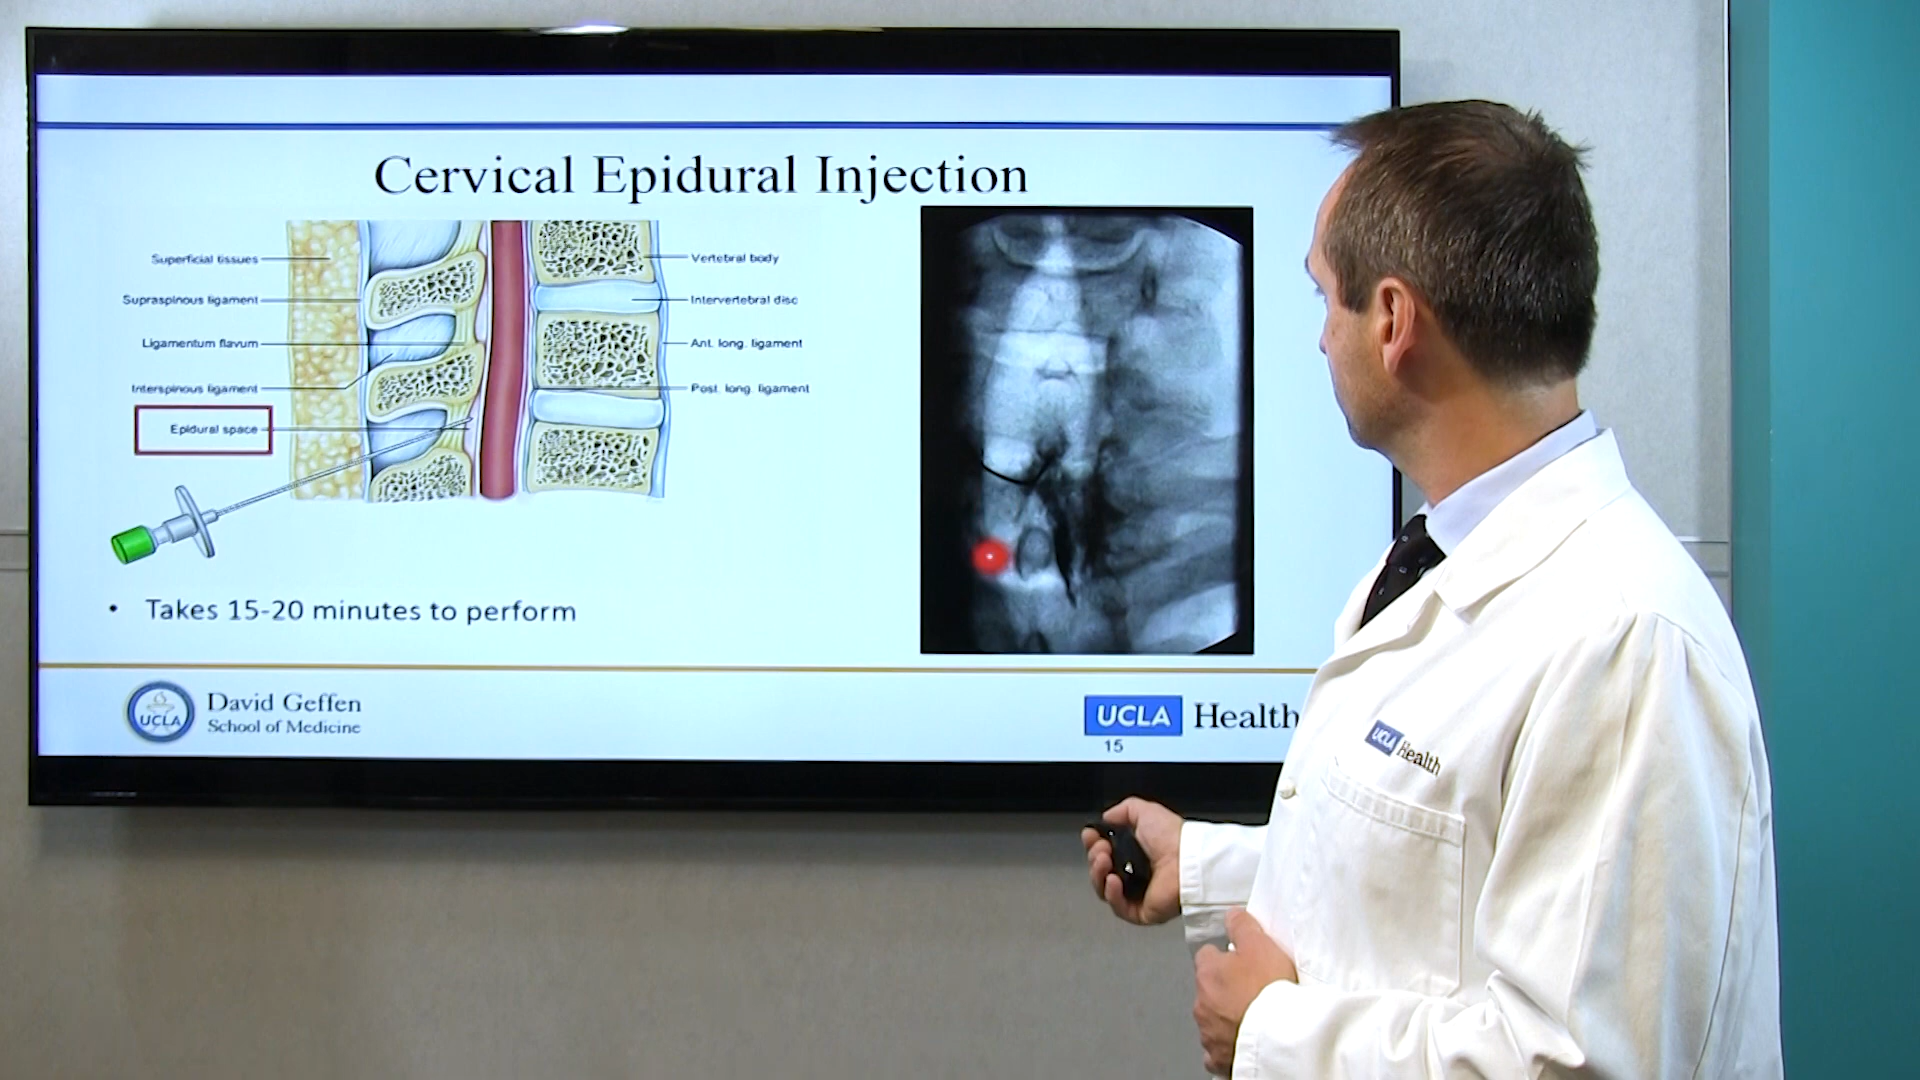 Cervical Epidural Injection
Superficial tissues
Supraspinous ligament
Ligamentum flavum
Interspinous ligament
Epidural space
Vertebral body
Intervertebral disc
Ant. long. ligament
Post. long. ligament
• Takes 15-20 minutes to perform
UCLA
David Geffen
School of Medicine
UCLA Health
15
UCLA Health